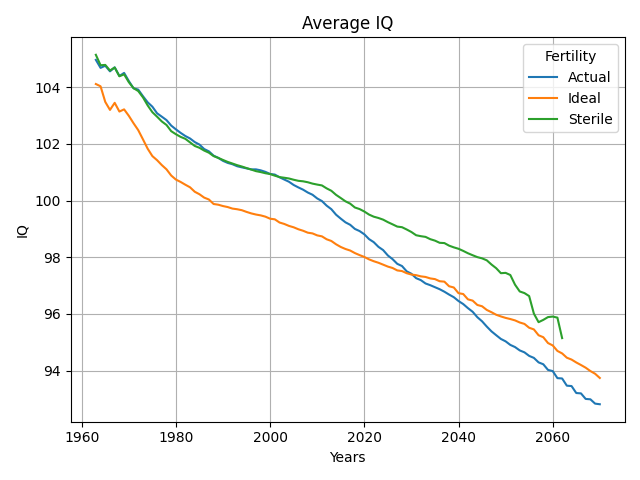 Average IQ
Fertility
Actual
Ideal
Sterile
104
102
100
98
96
94
IQ
1960
1980
2000
2020
2040
2060
Years